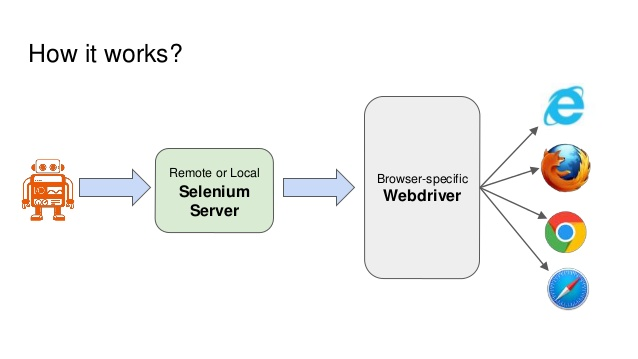 How it works?
Remote or Local
Selenium
Server
Browser-specific
Webdriver